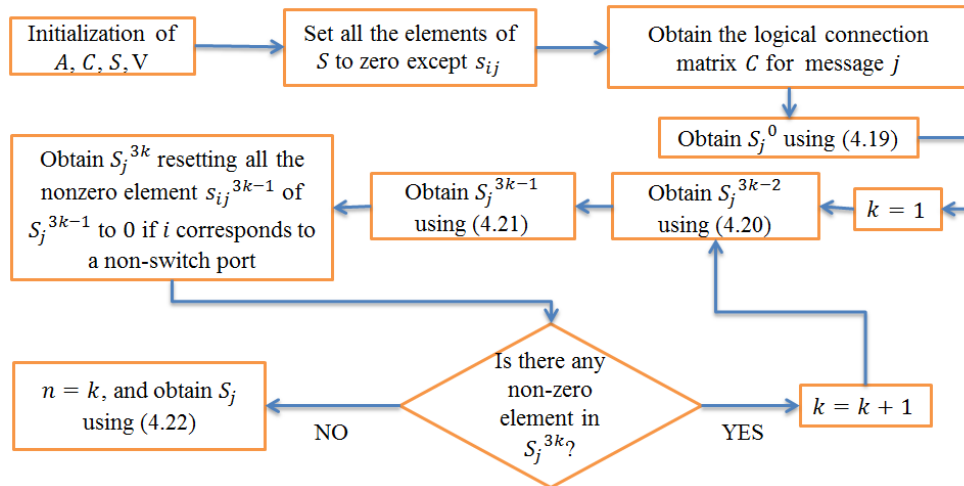 Initialization of
A, C, S, V
Set all the elements of
S to zero except s_{ij}
Obtain the logical connection
matrix C for message j
Obtain S_j^0 using (4.19)
k = 1
Obtain S_j^{3k-2}
using (4.20)
Obtain S_j^{3k-1}
using (4.21)
Obtain S_j^{3k} resetting all the
nonzero element s_{ij}^{3k-1} of
S_j^{3k-1} to 0 if i corresponds to
a non-switch port
Is there any
non-zero
element in
S_j^{3k}?
NO
YES
n = k, and obtain S_j
using (4.22)
k = k + 1